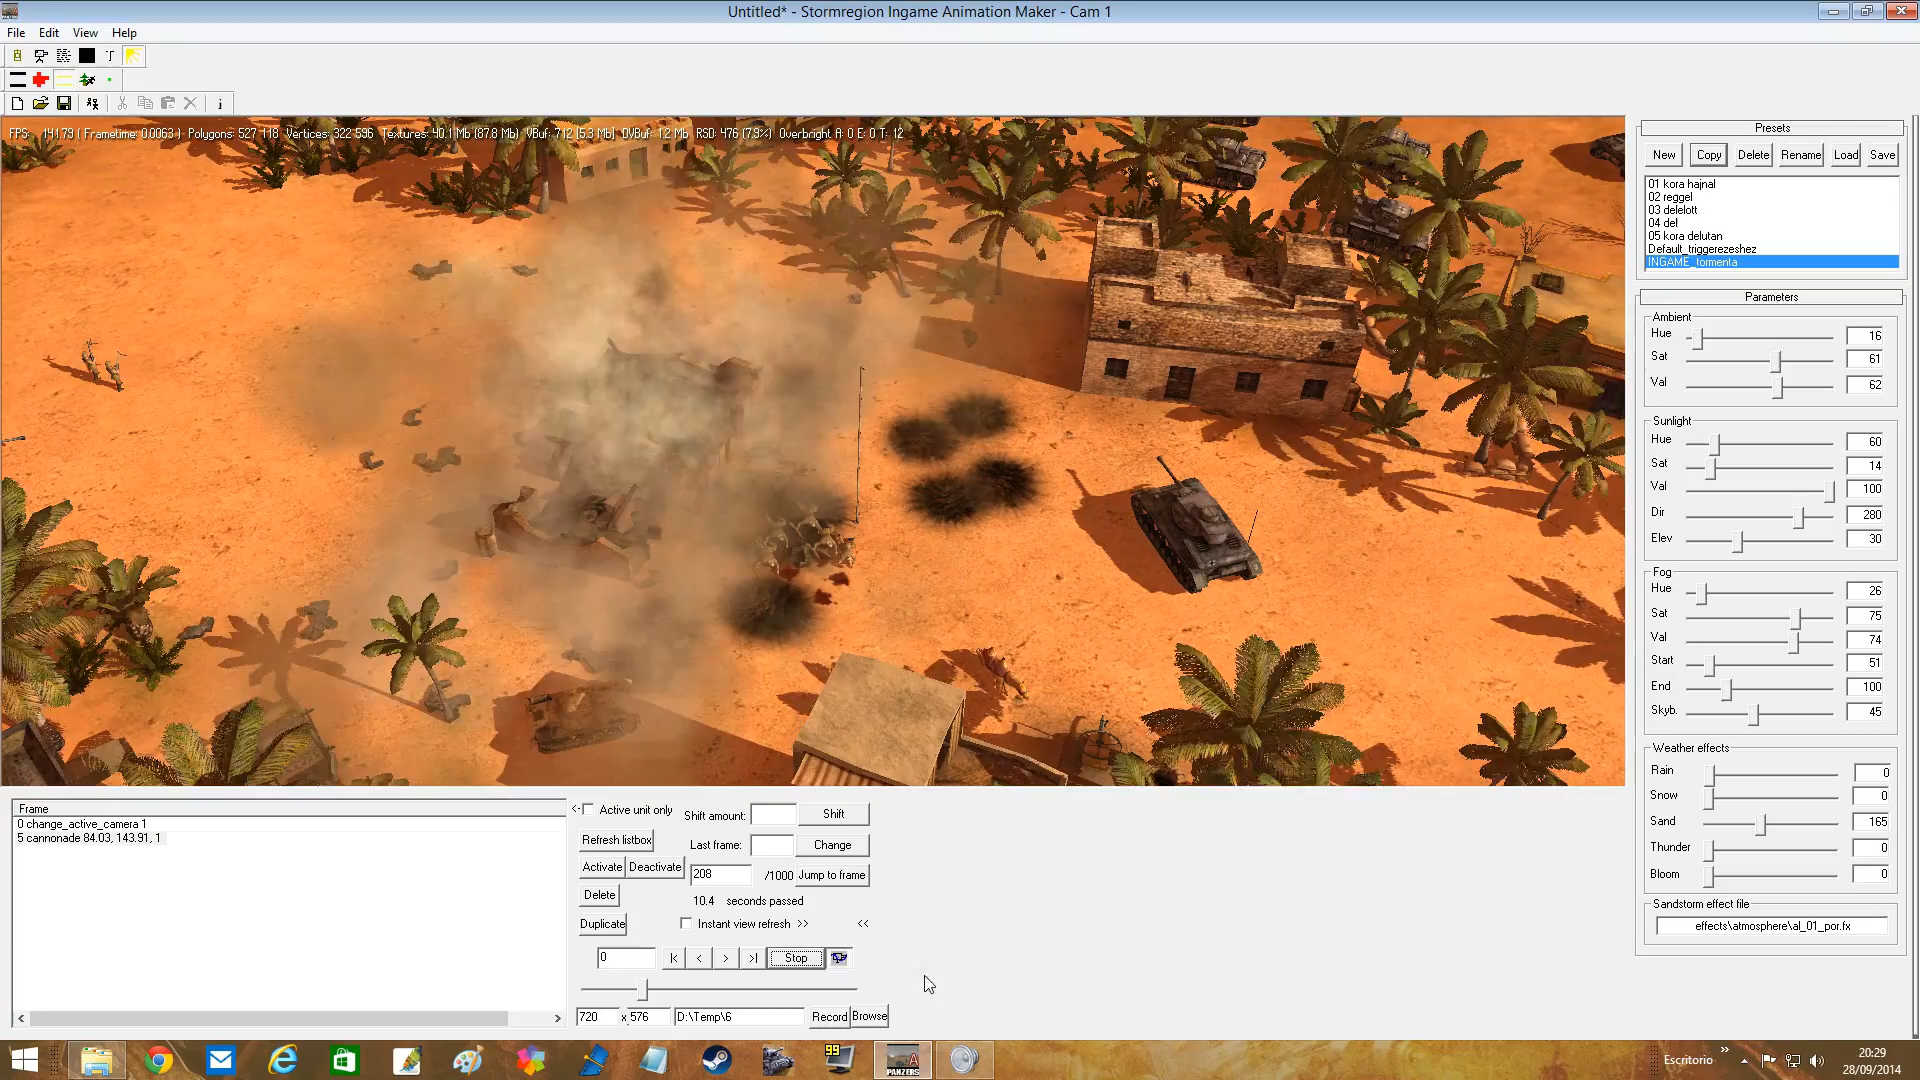 Untitled* - Stormregion Ingame Animation Maker - Cam 1
File Edit View Help
FPS: 141.79 ( Frametime: 0.0063 ) Polygons: 527 118 Vertices: 322 596 Textures: 40.1 Mb (87.8 Mb) VBuf: 712 [5.3 Mb] DVBuf: 1.2 Mb RSD: 476 (7.9%) Overbright A: 0 E: 0 T: 12
Presets
New Copy Delete Rename Load Save
01 kora hajnal
02 reggel
03 delelott
04 del
05 kora delutan
Default_triggerezeshez
INGAME_tormenta
Parameters
Ambient
Hue 16
Sat 61
Val 62
Sunlight
Hue 60
Sat 14
Val 100
Dir 280
Elev 30
Fog
Hue 26
Sat 75
Val 74
Start 51
End 100
Skyb. 45
Weather effects
Rain 0
Snow 0
Sand 165
Thunder 0
Bloom 0
Sandstorm effect file
effects\atmosphere\al_01_por.fx
Frame
0 change_active_camera 1
5 cannonade 84.03, 143.91, 1
<- Active unit only Shift amount: Shift
Refresh listbox Last frame: Change
Activate Deactivate 208 /1000 Jump to frame
Delete 10.4 seconds passed
Duplicate Instant view refresh >> <<
0 |< < > >| Stop
720 x 576 D:\Temp\6 Record Browse
99
A
PANZERS
Escritorio
20:29
28/09/2014